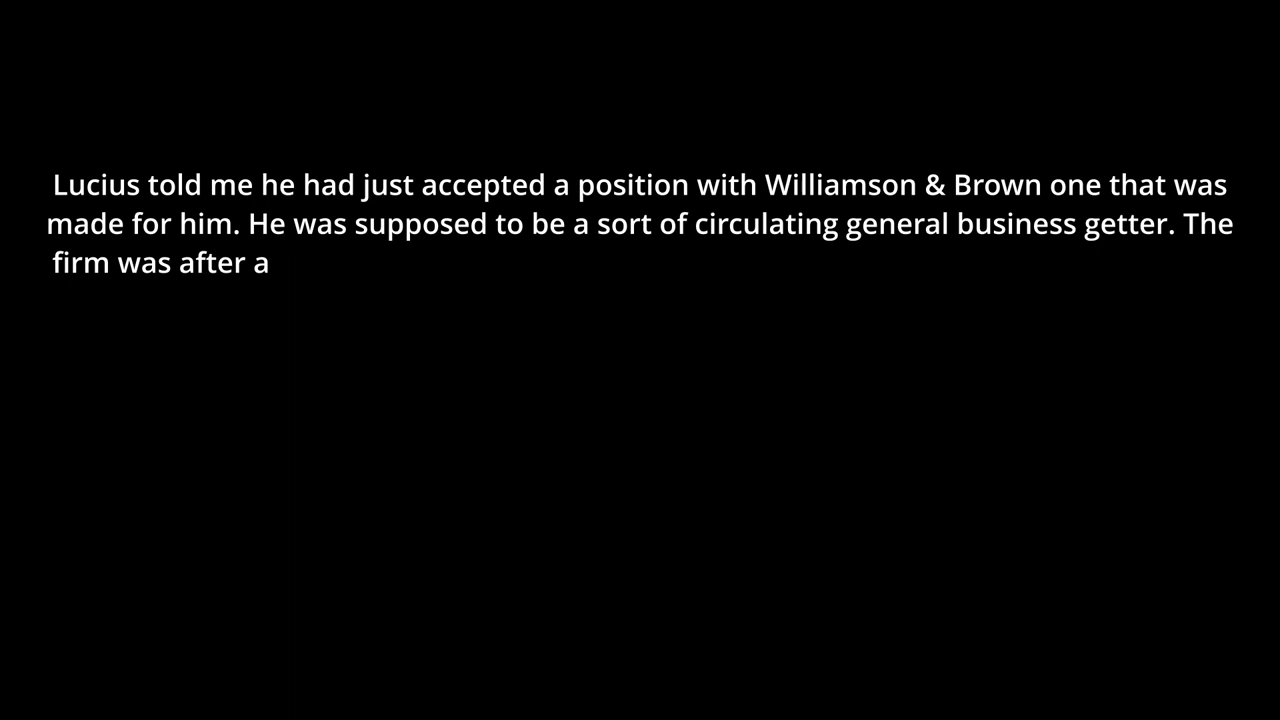 Lucius told me he had just accepted a position with Williamson & Brown one that was
made for him. He was supposed to be a sort of circulating general business getter. The
firm was after a